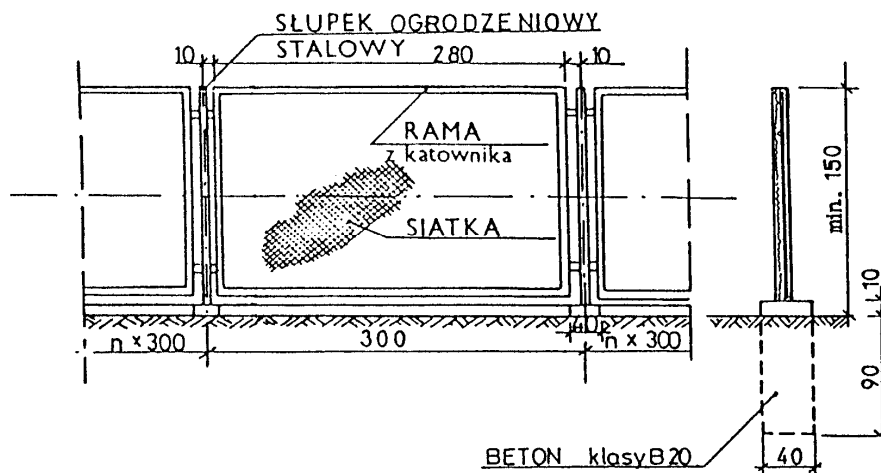 SŁUPEK OGRODZENIOWY
STALOWY
10 280 10
RAMA
z katownika
SIATKA
min. 150
10
90
40
n × 300 300 n × 300
BETON klasy B20
40